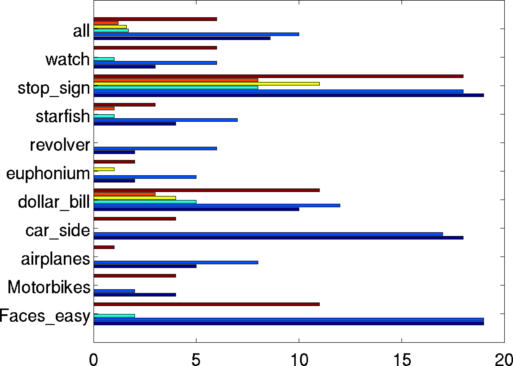 all
watch
stop_sign
starfish
revolver
euphonium
dollar_bill
car_side
airplanes
Motorbikes
Faces_easy
0 5 10 15 20